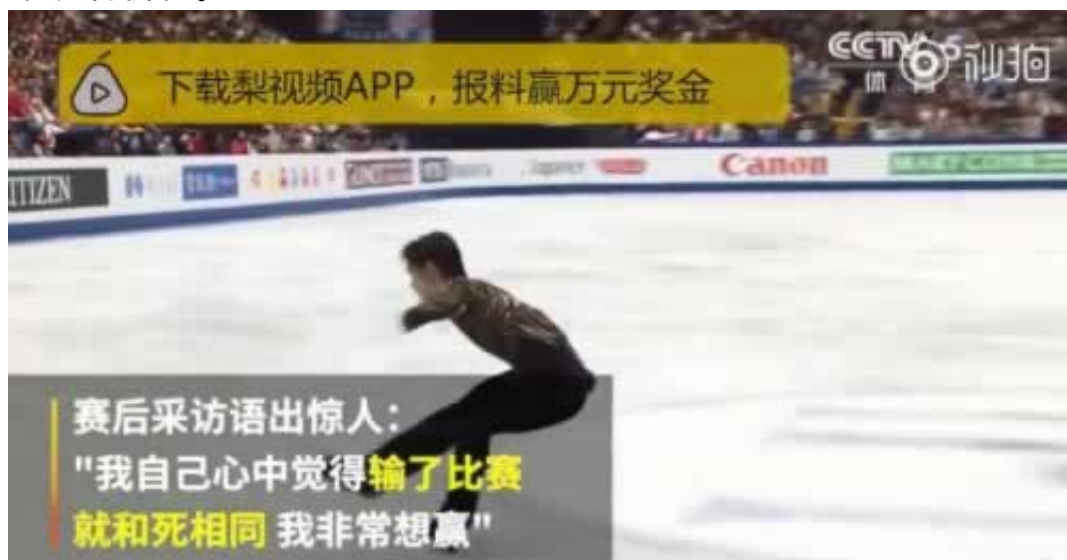 下载梨视频APP，报料赢万元奖金
CCTV
体
秒拍
ITIZEN
Canon
赛后采访语出惊人：
"我自己心中觉得输了比赛
就和死相同 我非常想赢"